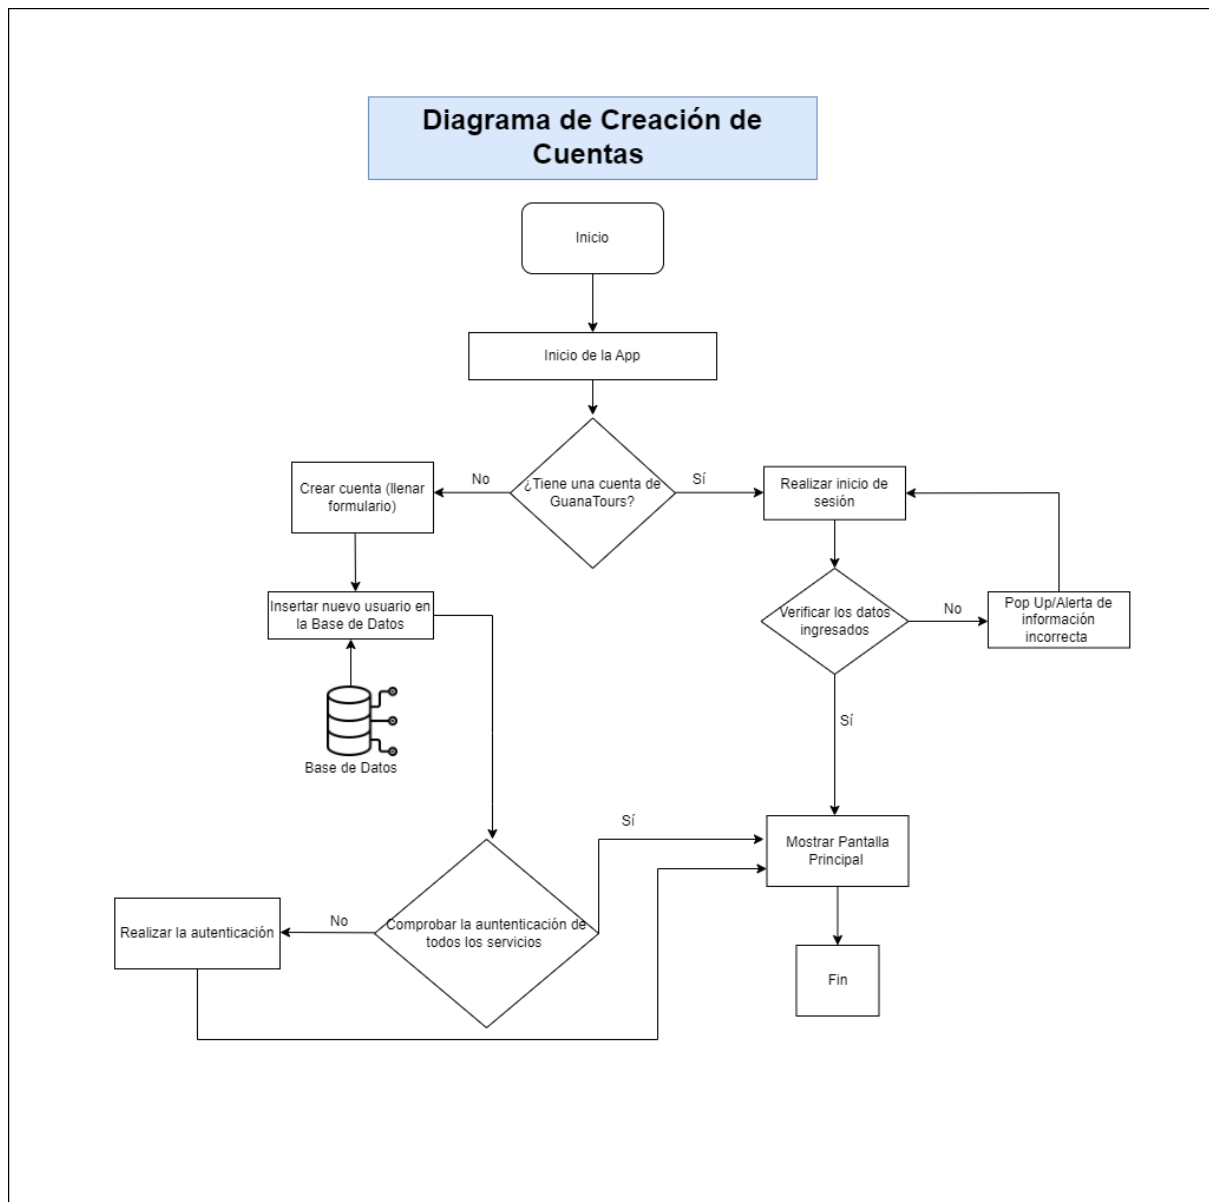 Diagrama de Creación de
Cuentas
Inicio
Inicio de la App
¿Tiene una cuenta de
GuanaTours?
No
Sí
Crear cuenta (llenar
formulario)
Realizar inicio de
sesión
Insertar nuevo usuario en
la Base de Datos
Verificar los datos
ingresados
No
Pop Up/Alerta de
información
incorrecta
Base de Datos
Sí
Sí
Mostrar Pantalla
Principal
Comprobar la auntenticación de
todos los servicios
No
Realizar la autenticación
Fin